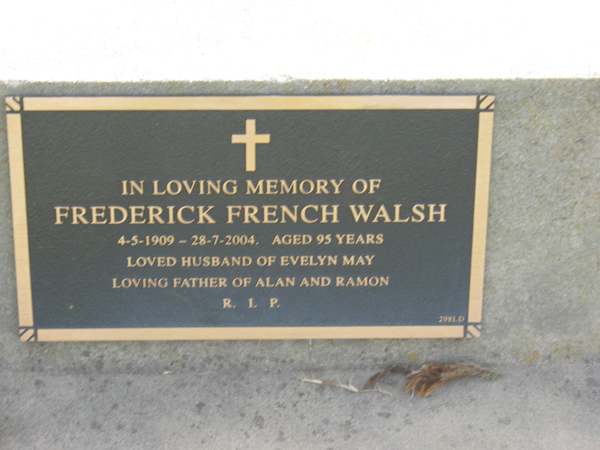 IN LOVING MEMORY OF
FREDERICK FRENCH WALSH
4-5-1909 – 28-7-2004. AGED 95 YEARS
LOVED HUSBAND OF EVELYN MAY
LOVING FATHER OF ALAN AND RAMON
R. I. P.
298LD